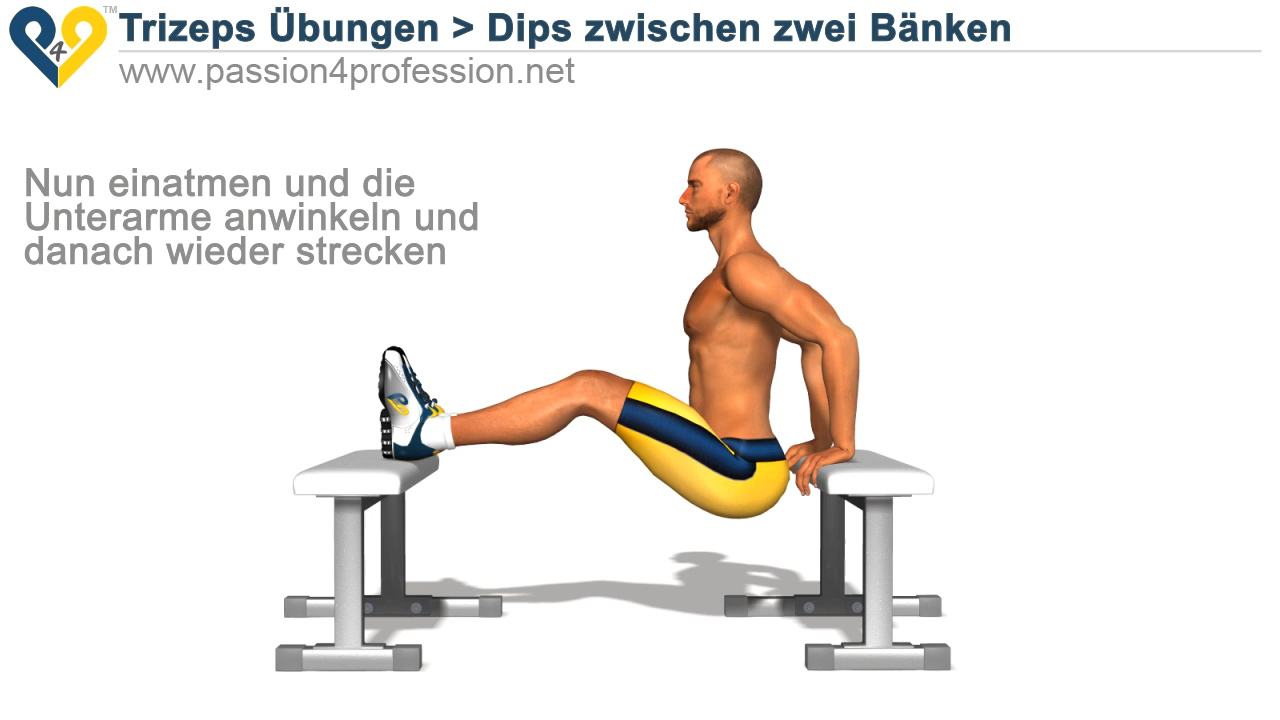 Trizeps Übungen > Dips zwischen zwei Bänken
www.passion4profession.net
P4P™
Nun einatmen und die
Unterarme anwinkeln und
danach wieder strecken